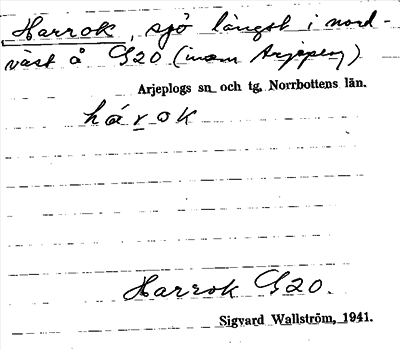 Harrok, sjö längst i nord-
väst å G20 (inom Arjeplog)
Arjeplogs sn och tg, Norrbottens län.
hárok
Harrok G20.
Sigvard Wallström, 1941.